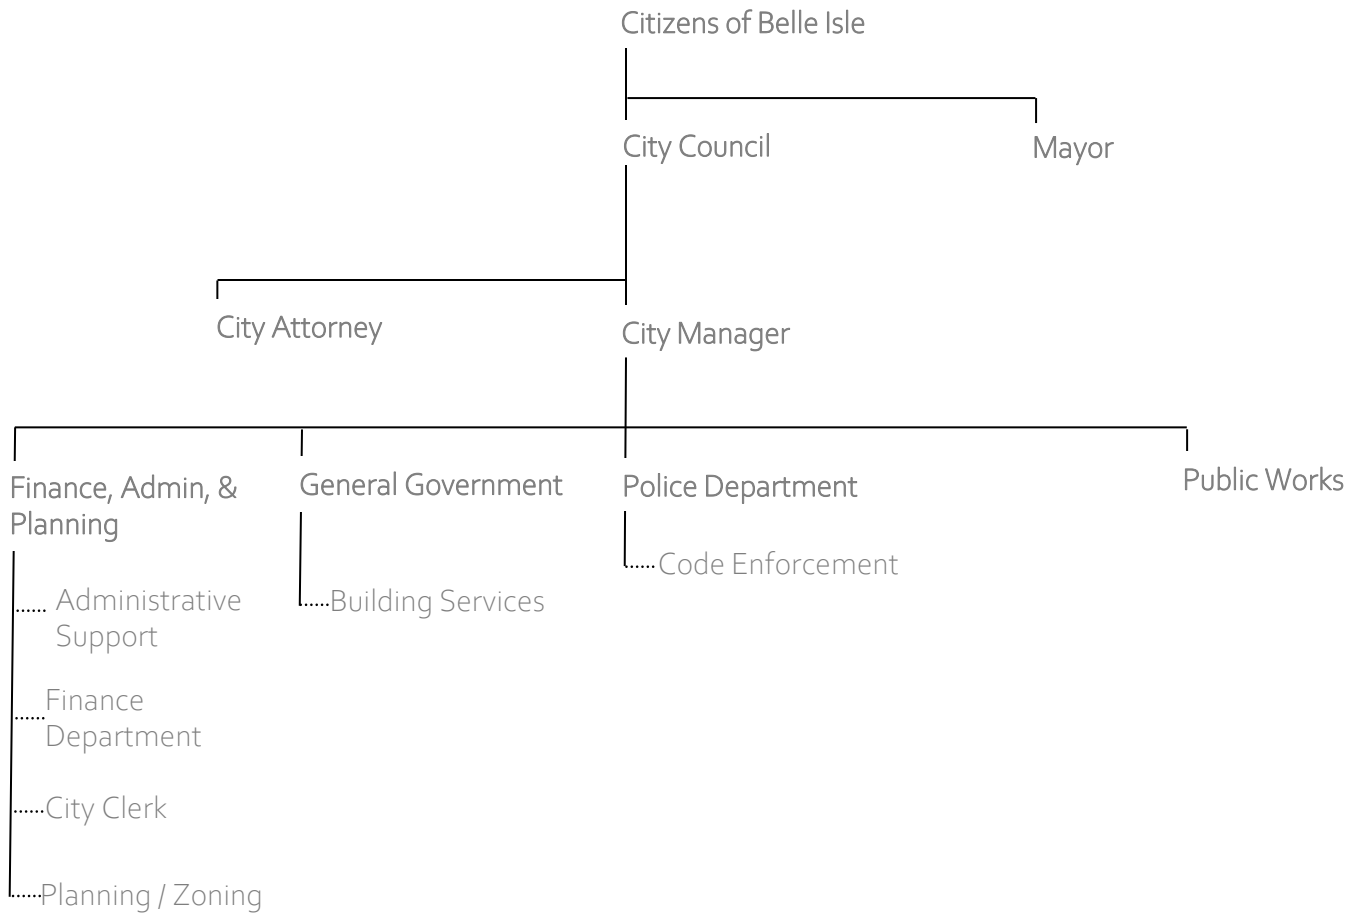 Citizens of Belle Isle
City Council
Mayor
City Attorney
City Manager
Finance, Admin, &
Planning
General Government
Police Department
Public Works
Administrative
Support
Finance
Department
City Clerk
Planning / Zoning
Building Services
Code Enforcement